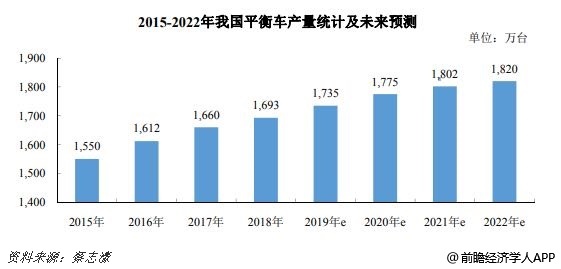 2015-2022年我国平衡车产量统计及未来预测
单位：万台
1,900
1,800
1,700
1,600
1,500
1,400
1,550
1,612
1,660
1,693
1,735
1,775
1,802
1,820
2015年
2016年
2017年
2018年
2019年e
2020年e
2021年e
2022年e
资料来源：蔡志濠
@前瞻经济学人APP